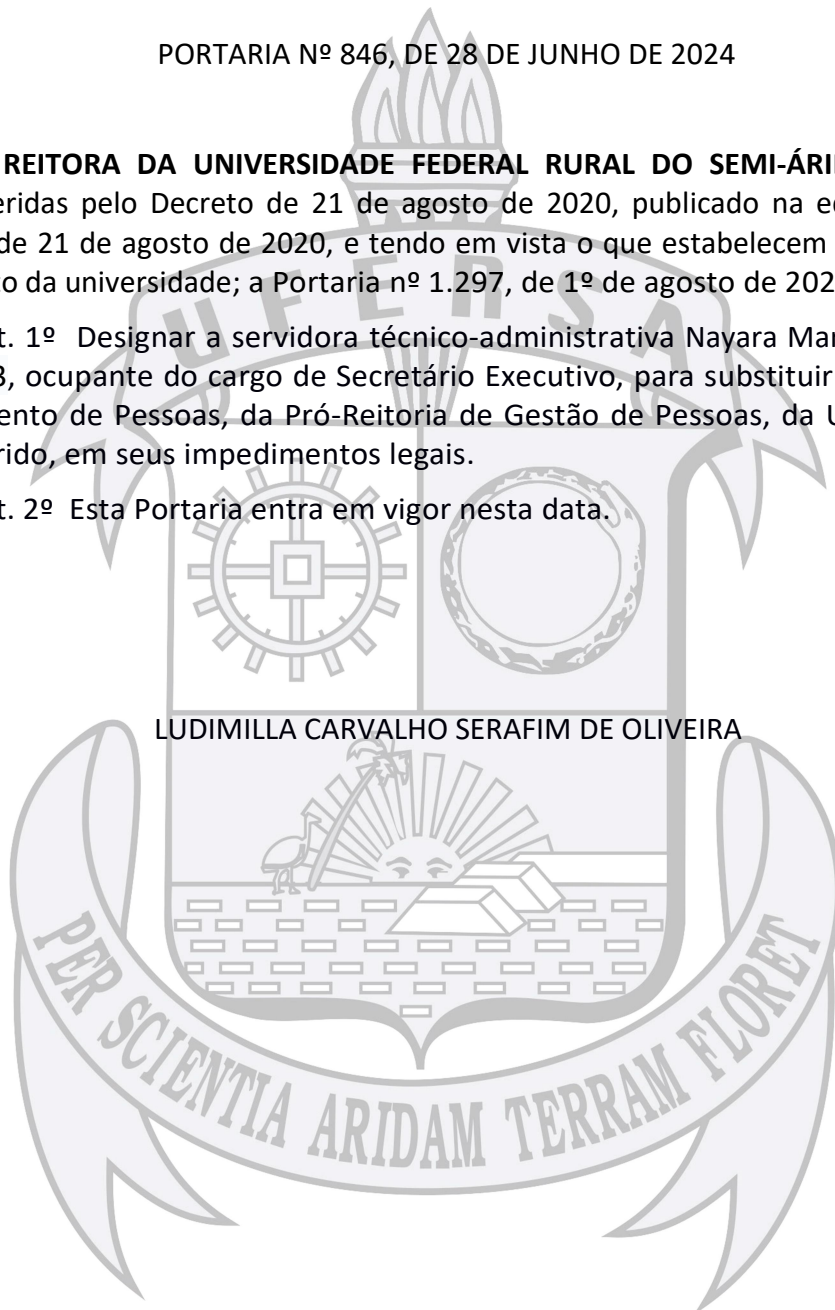 PORTARIA Nº 846, DE 28 DE JUNHO DE 2024
REITORA DA UNIVERSIDADE FEDERAL RURAL DO
eridas pelo Decreto de 21 de agosto de 2020, publicado na
de 21 de agosto de 2020, e tendo em vista o que estabelecem
to da universidade; a Portaria nº 1.297, de 1º de agosto de 202
t. 1º Designar a servidora técnico-administrativa Nayara
, ocupante do cargo de Secretário Executivo, para substituir
ento de Pessoas, da Pró-Reitoria de Gestão de Pessoas, da
rido, em seus impedimentos legais.
t. 2º Esta Portaria entra em vigor nesta data.
UFERSA
LUDIMILLA CARVALHO SERAFIM DE OLIVEIRA
PER SCIENTIA ARIDAM TERRAM FLORET